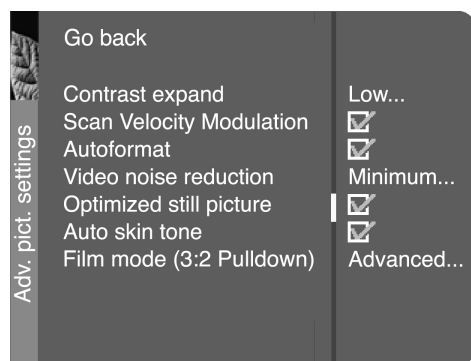 Adv. pict. settings
Go back
Contrast expand Low...
Scan Velocity Modulation
Autoformat
Video noise reduction Minimum...
Optimized still picture
Auto skin tone
Film mode (3:2 Pulldown) Advanced...